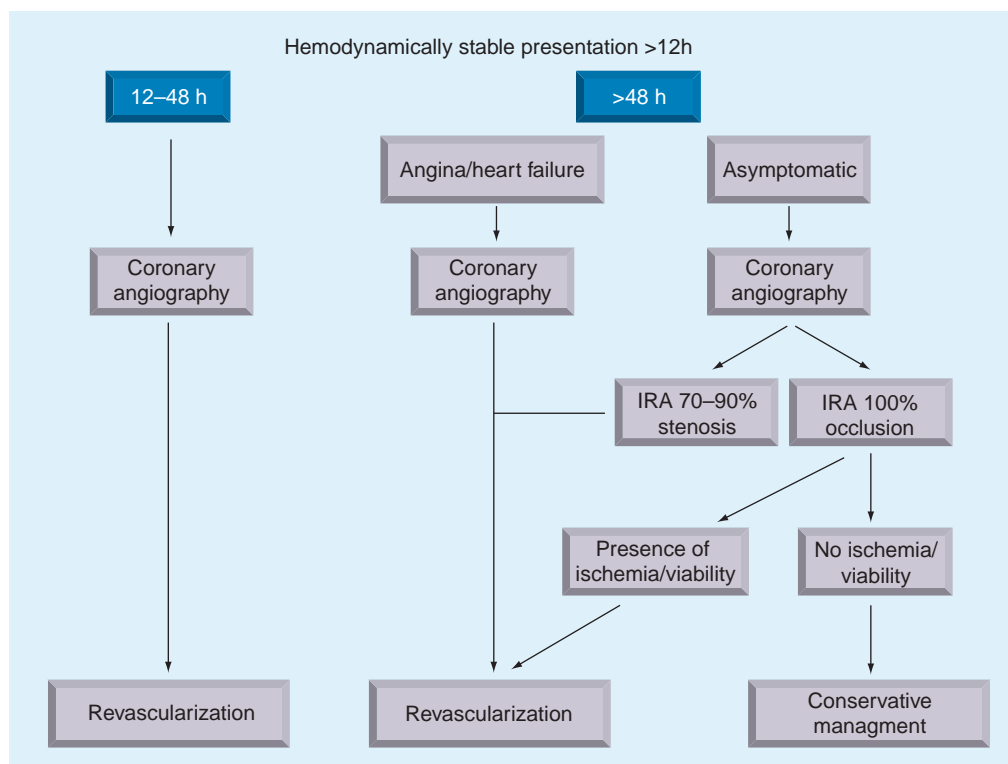 Hemodynamically stable presentation >12h
12–48 h
>48 h
Angina/heart failure
Asymptomatic
Coronary
angiography
Coronary
angiography
Coronary
angiography
IRA 70–90%
stenosis
IRA 100%
occlusion
Presence of
ischemia/viability
No ischemia/
viability
Revascularization
Revascularization
Conservative
managment